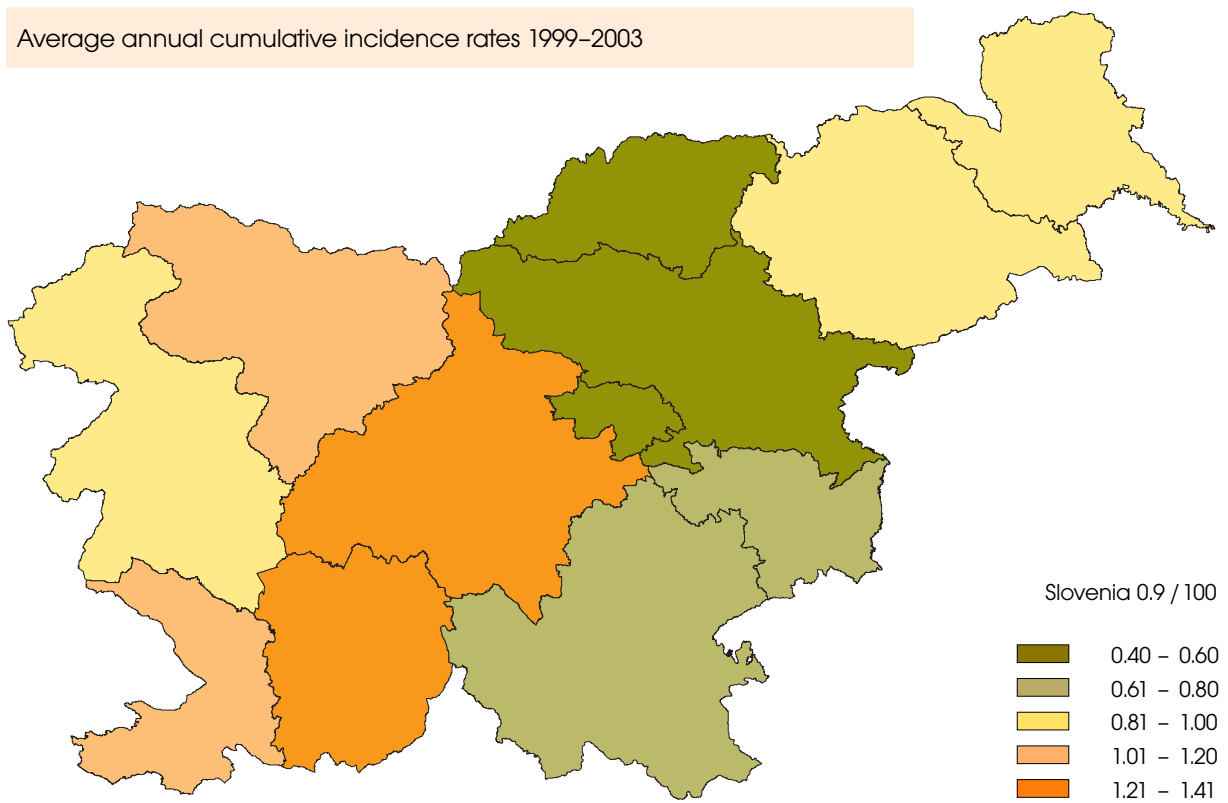 Average annual cumulative incidence rates 1999–2003
Slovenia 0.9 / 100
0.40 – 0.60
0.61 – 0.80
0.81 – 1.00
1.01 – 1.20
1.21 – 1.41